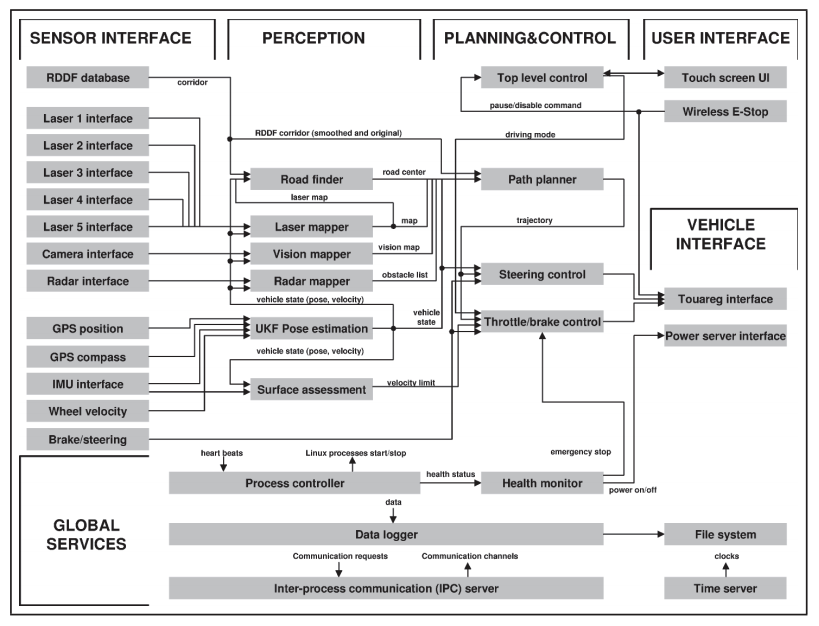 SENSOR INTERFACE
PERCEPTION
PLANNING&CONTROL
USER INTERFACE
RDDF database
corridor
Top level control
Touch screen UI
pause/disable command
Wireless E-Stop
Laser 1 interface
RDDF corridor (smoothed and original)
driving mode
Laser 2 interface
Laser 3 interface
Road finder
road center
Path planner
laser map
Laser 4 interface
Laser 5 interface
Laser mapper
map
trajectory
VEHICLE
INTERFACE
Camera interface
Vision mapper
vision map
Radar interface
Radar mapper
obstacle list
Steering control
vehicle state (pose, velocity)
Touareg interface
GPS position
UKF Pose estimation
vehicle
state
Throttle/brake control
Power server interface
GPS compass
vehicle state (pose, velocity)
IMU interface
Surface assessment
velocity limit
Wheel velocity
Brake/steering
heart beats
Linux processes start/stop
emergency stop
health status
Process controller
Health monitor
power on/off
GLOBAL
SERVICES
data
Data logger
File system
Communication requests
Communication channels
clocks
Inter-process communication (IPC) server
Time server